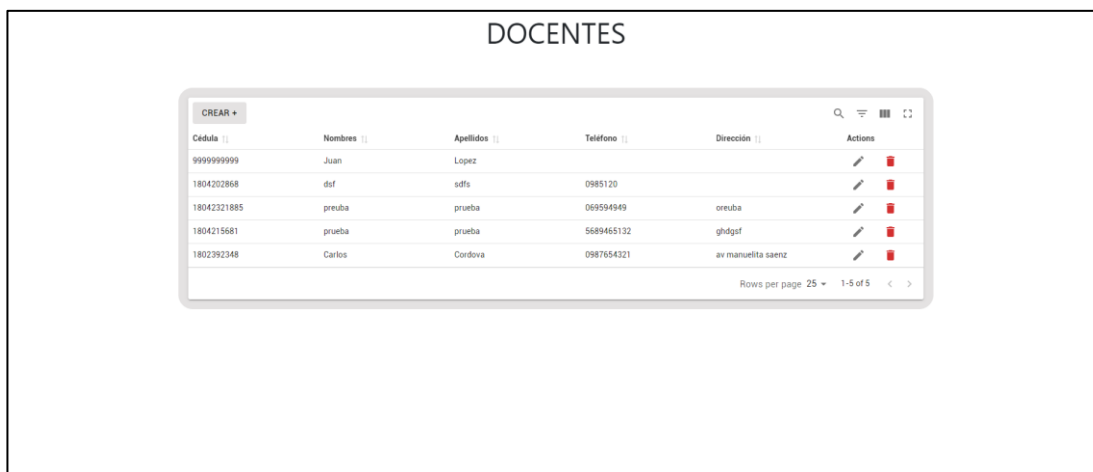 DOCENTES
CREAR +
Cédula Nombres Apellidos Teléfono Dirección Actions
9999999999 Juan Lopez
1804202868 dsf sdfs 0985120
18042321885 preuba prueba 069594949 oreuba
1804215681 prueba prueba 5689465132 ghdgsf
1802392348 Carlos Cordova 0987654321 av manuelita saenz
Rows per page 25 1-5 of 5